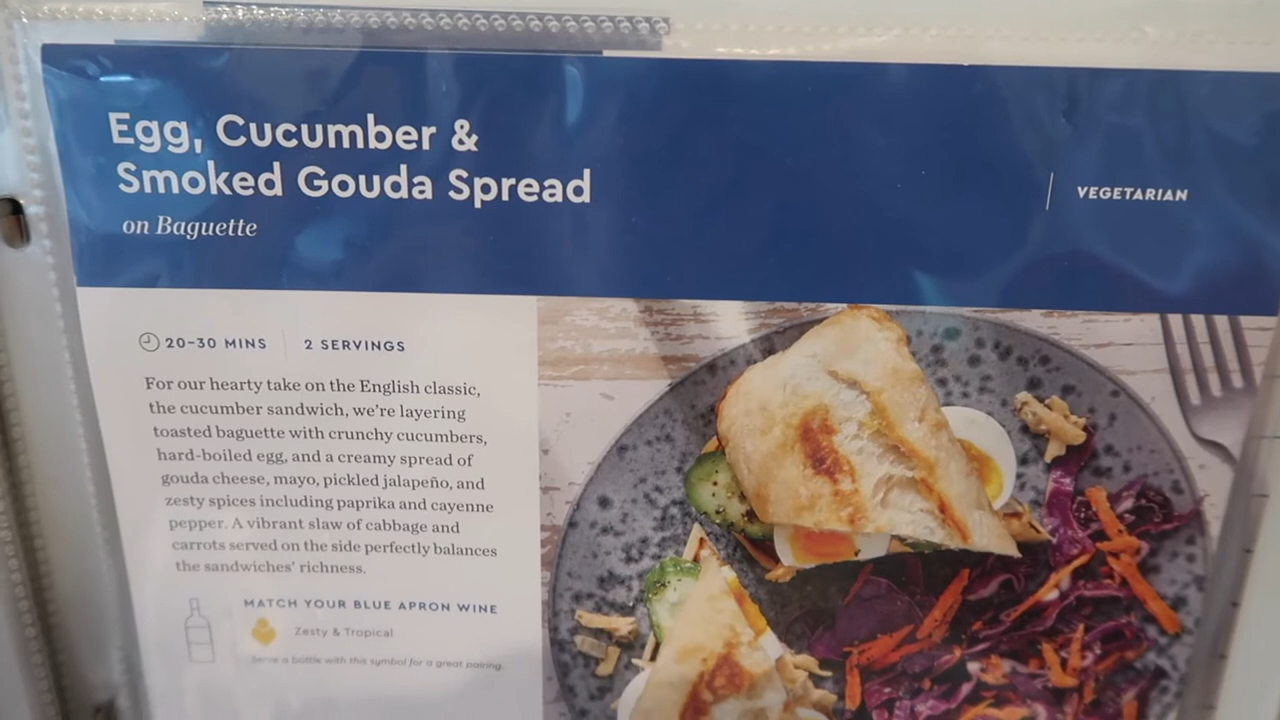 Egg, Cucumber &
Smoked Gouda Spread
on Baguette
VEGETARIAN
20-30 MINS
2 SERVINGS
For our hearty take on the English classic,
the cucumber sandwich, we're layering
toasted baguette with crunchy cucumbers,
hard-boiled egg, and a creamy spread of
gouda cheese, mayo, pickled jalapeño, and
zesty spices including paprika and cayenne
pepper. A vibrant slaw of cabbage and
carrots served on the side perfectly balances
the sandwiches' richness.
MATCH YOUR BLUE APRON WINE
Zesty & Tropical
Serve a bottle with this symbol for a great pairing.